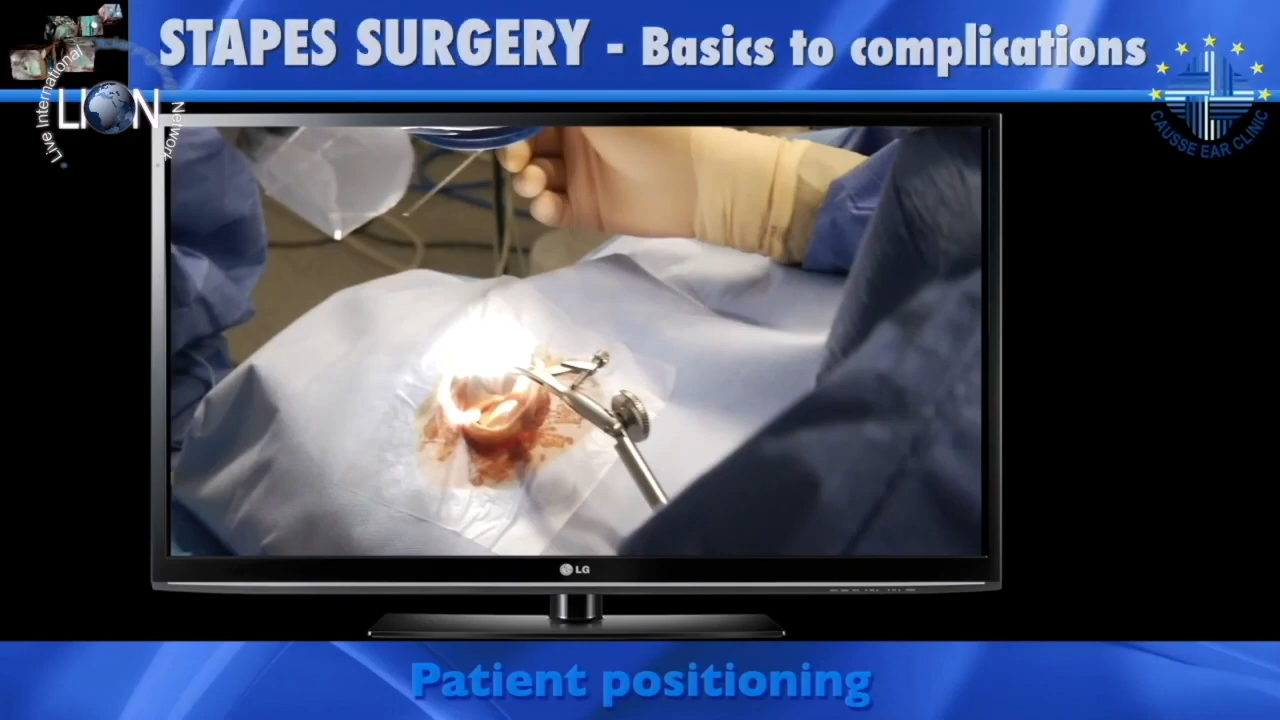 STAPES SURGERY - Basics to complications
Live International
LION
Network
CAUSSE EAR CLINIC
LG
Patient positioning